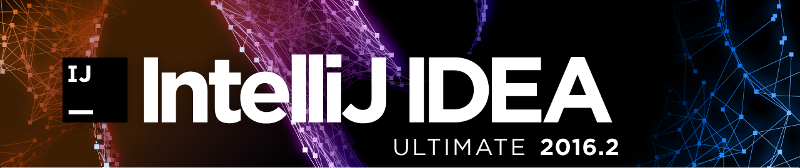 IJ
IntelliJ IDEA
ULTIMATE 2016.2